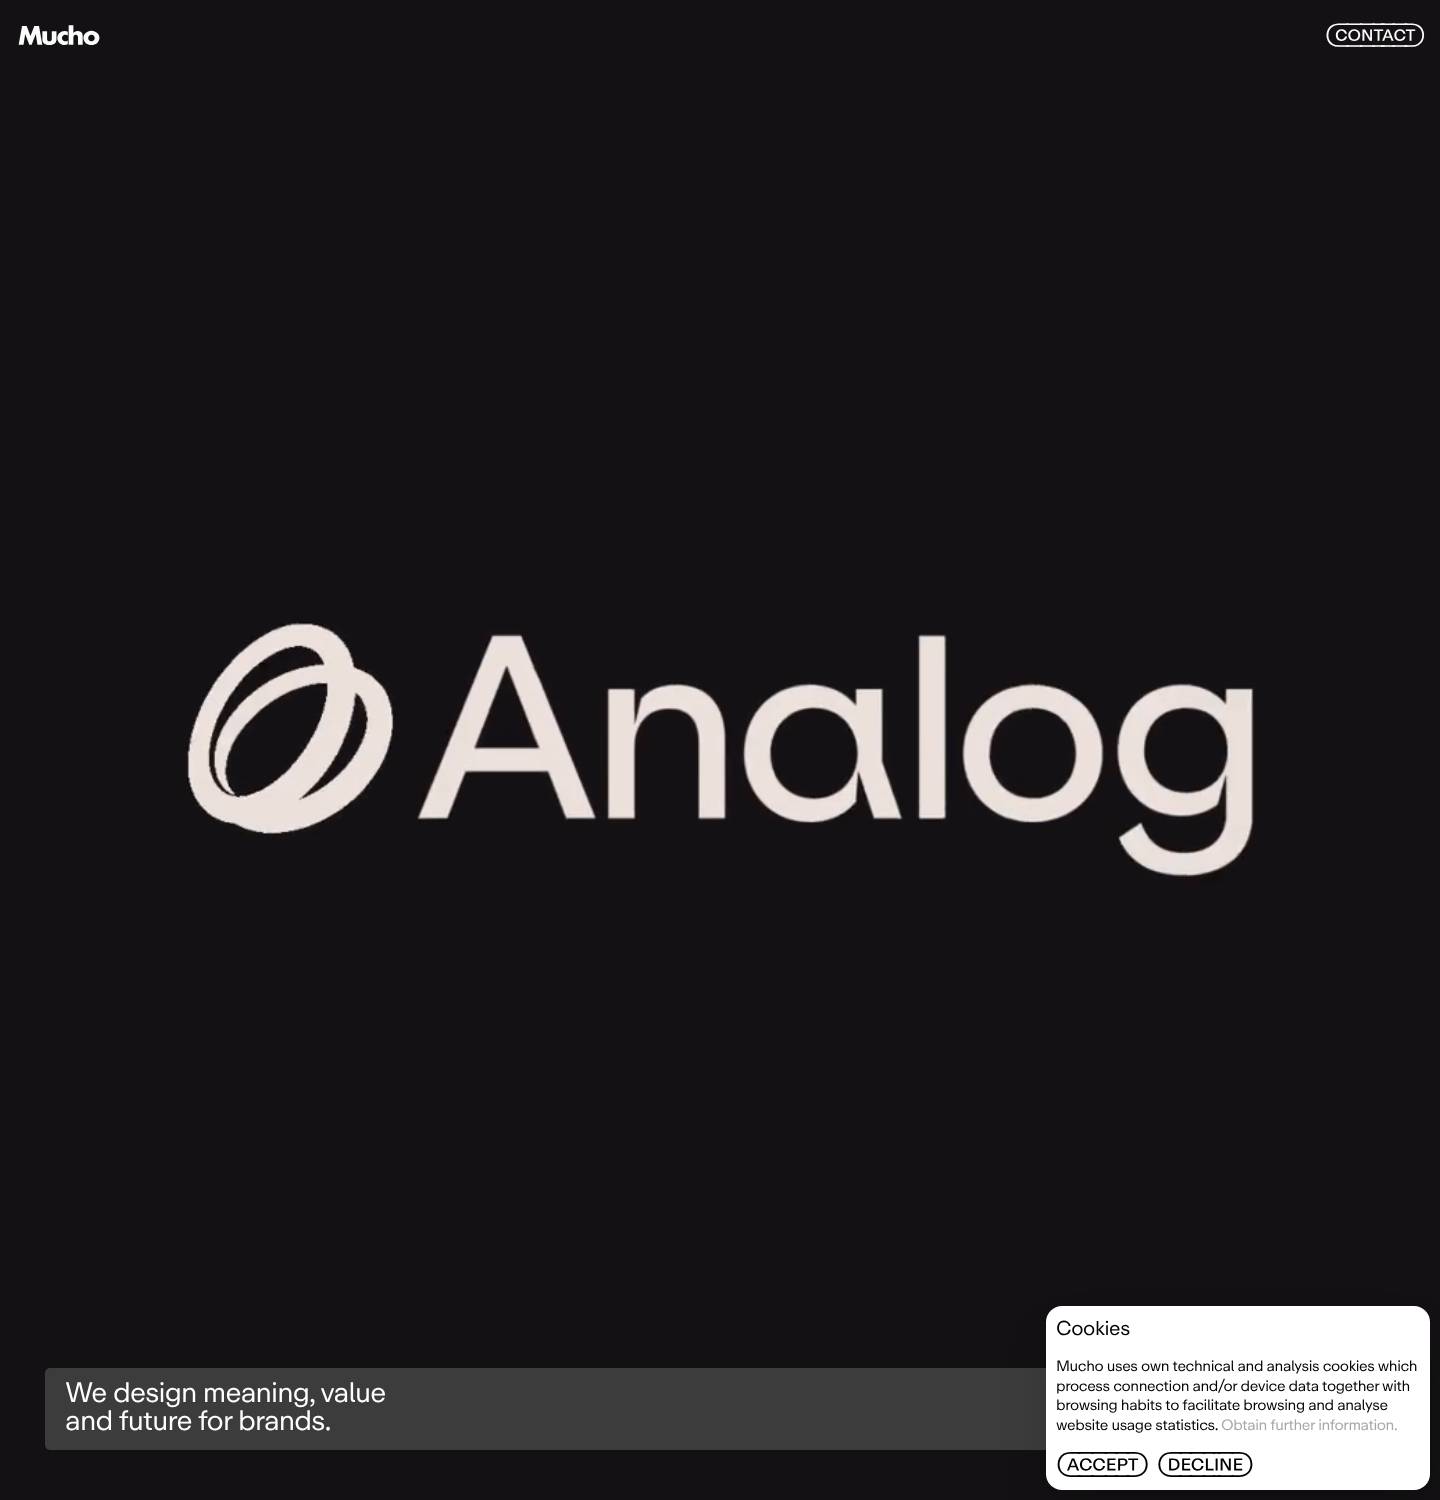 Mucho
CONTACT
Analog
We design meaning, value
and future for brands.
Cookies
Mucho uses own technical and analysis cookies which
process connection and/or device data together with
browsing habits to facilitate browsing and analyse
website usage statistics. Obtain further information.
ACCEPT DECLINE